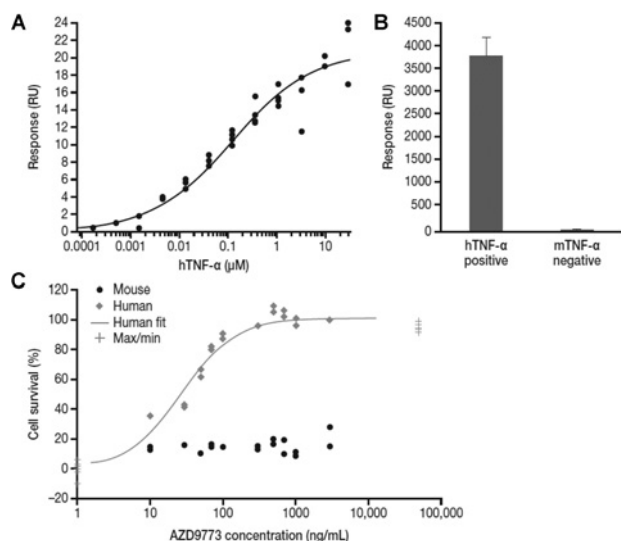 A
Response (RU)
24
22
20
18
16
14
12
10
8
6
4
2
0
0.0001 0.001 0.01 0.1 1 10
hTNF-α (µM)
B
Response (RU)
4500
4000
3500
3000
2500
2000
1500
1000
500
0
hTNF-α mTNF-α
positive negative
C
Mouse
Human
Human fit
Max/min
Cell survival (%)
120
100
80
60
40
20
0
−20
1 10 100 1000 10,000 100,000
AZD9773 concentration (ng/mL)